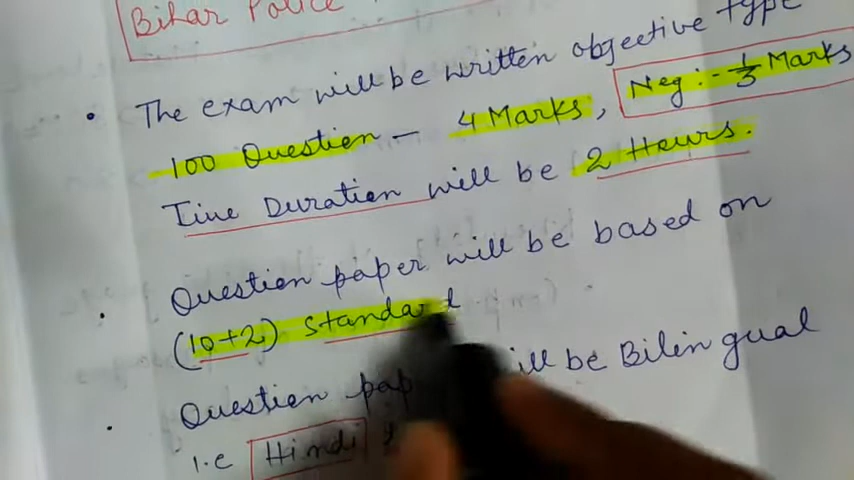 Bihar Police
• The exam will be written objective type
100 Question - 4 Marks, Neg:- 1/3 Marks
Time Duration will be 2 Hours.
• Question paper will be based on
(10+2) Standard
• Question pap will be Bilingual
i.e Hindi